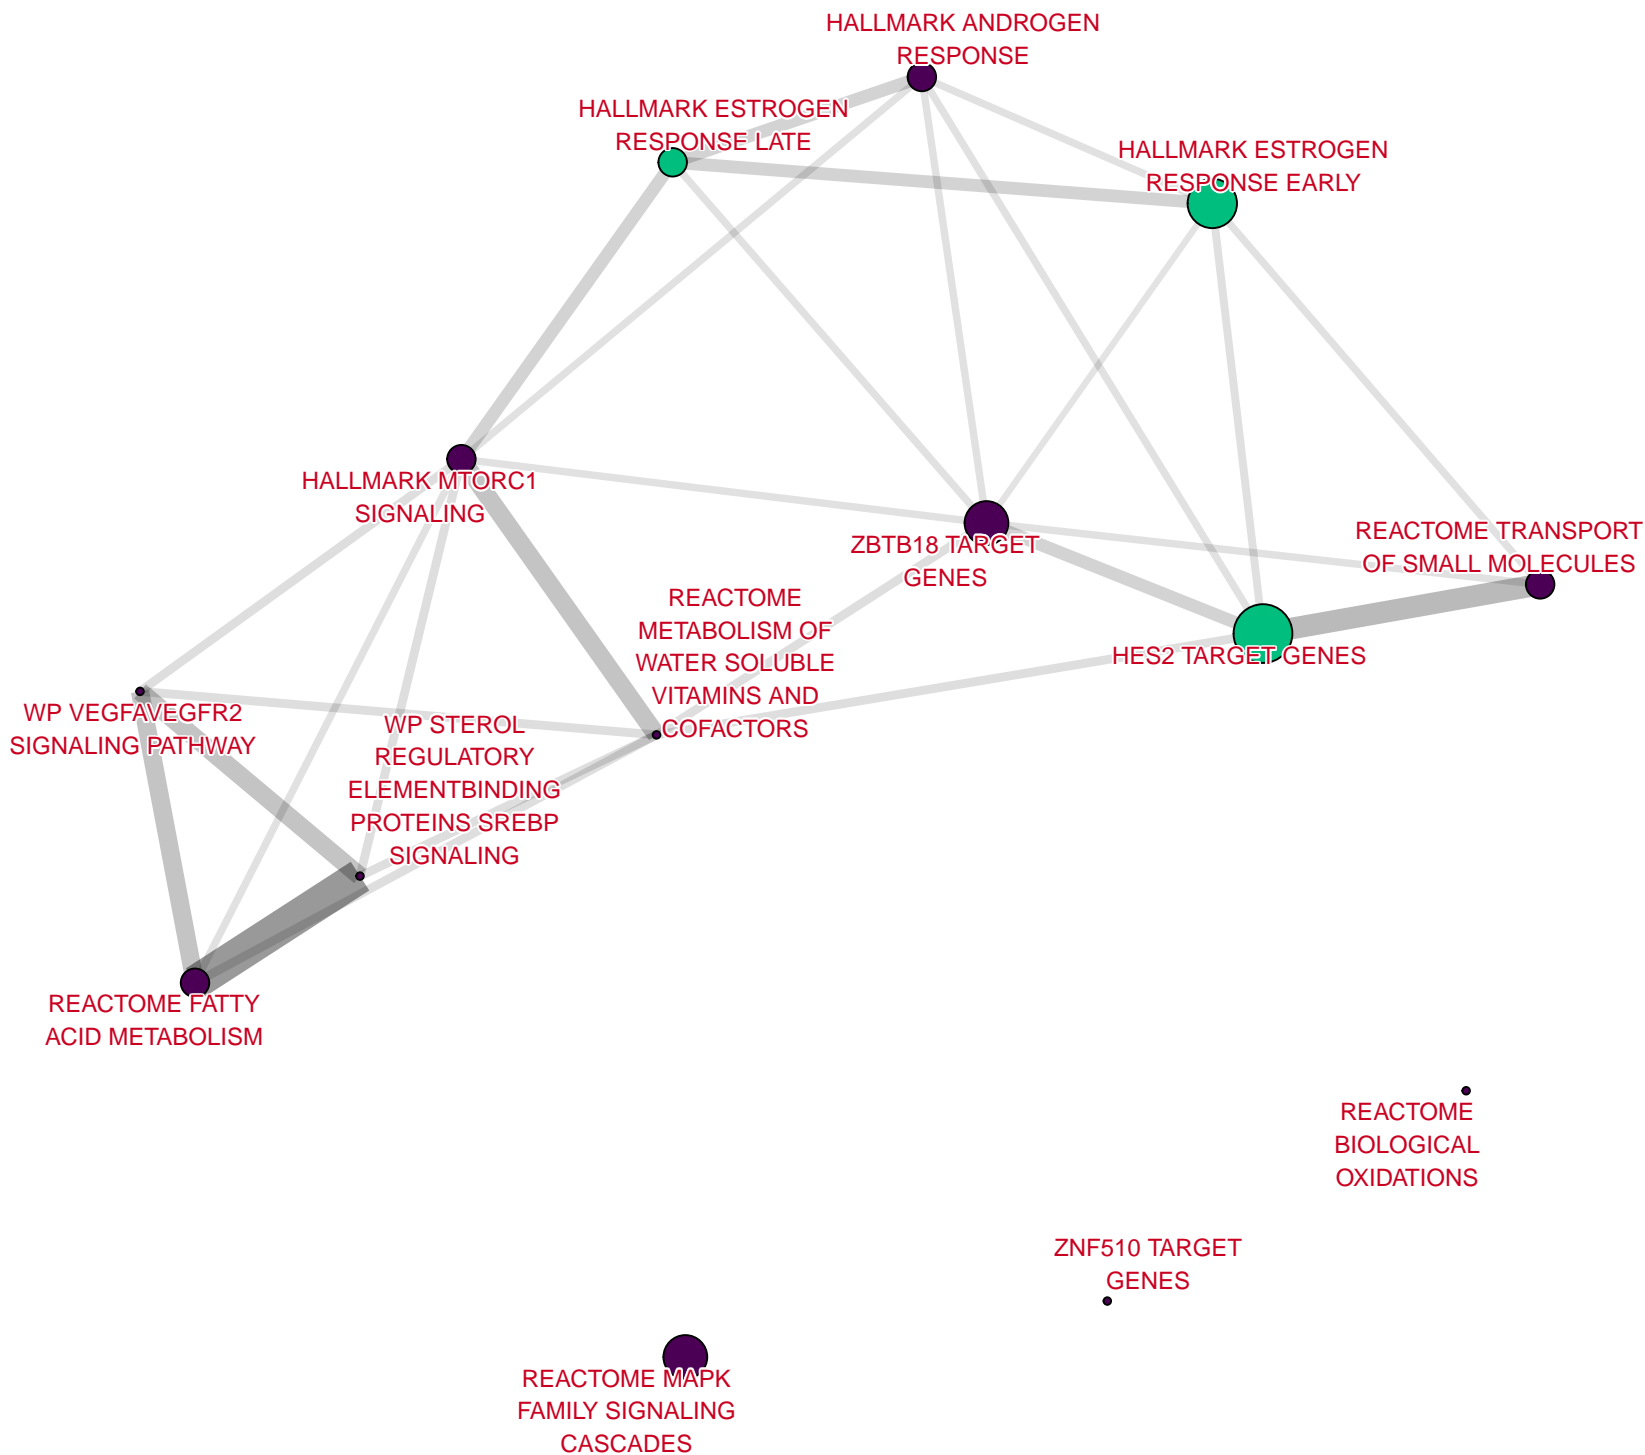 HALLMARK ANDROGEN
RESPONSE
HALLMARK ESTROGEN
RESPONSE LATE
HALLMARK ESTROGEN
RESPONSE EARLY
HALLMARK MTORC1
SIGNALING
ZBTB18 TARGET
GENES
REACTOME TRANSPORT
OF SMALL MOLECULES
REACTOME
METABOLISM OF
WATER SOLUBLE
VITAMINS AND
COFACTORS
HES2 TARGET GENES
WP VEGFAVEGFR2
SIGNALING PATHWAY
WP STEROL
REGULATORY
ELEMENTBINDING
PROTEINS SREBP
SIGNALING
REACTOME FATTY
ACID METABOLISM
REACTOME
BIOLOGICAL
OXIDATIONS
ZNF510 TARGET
GENES
REACTOME MAPK
FAMILY SIGNALING
CASCADES